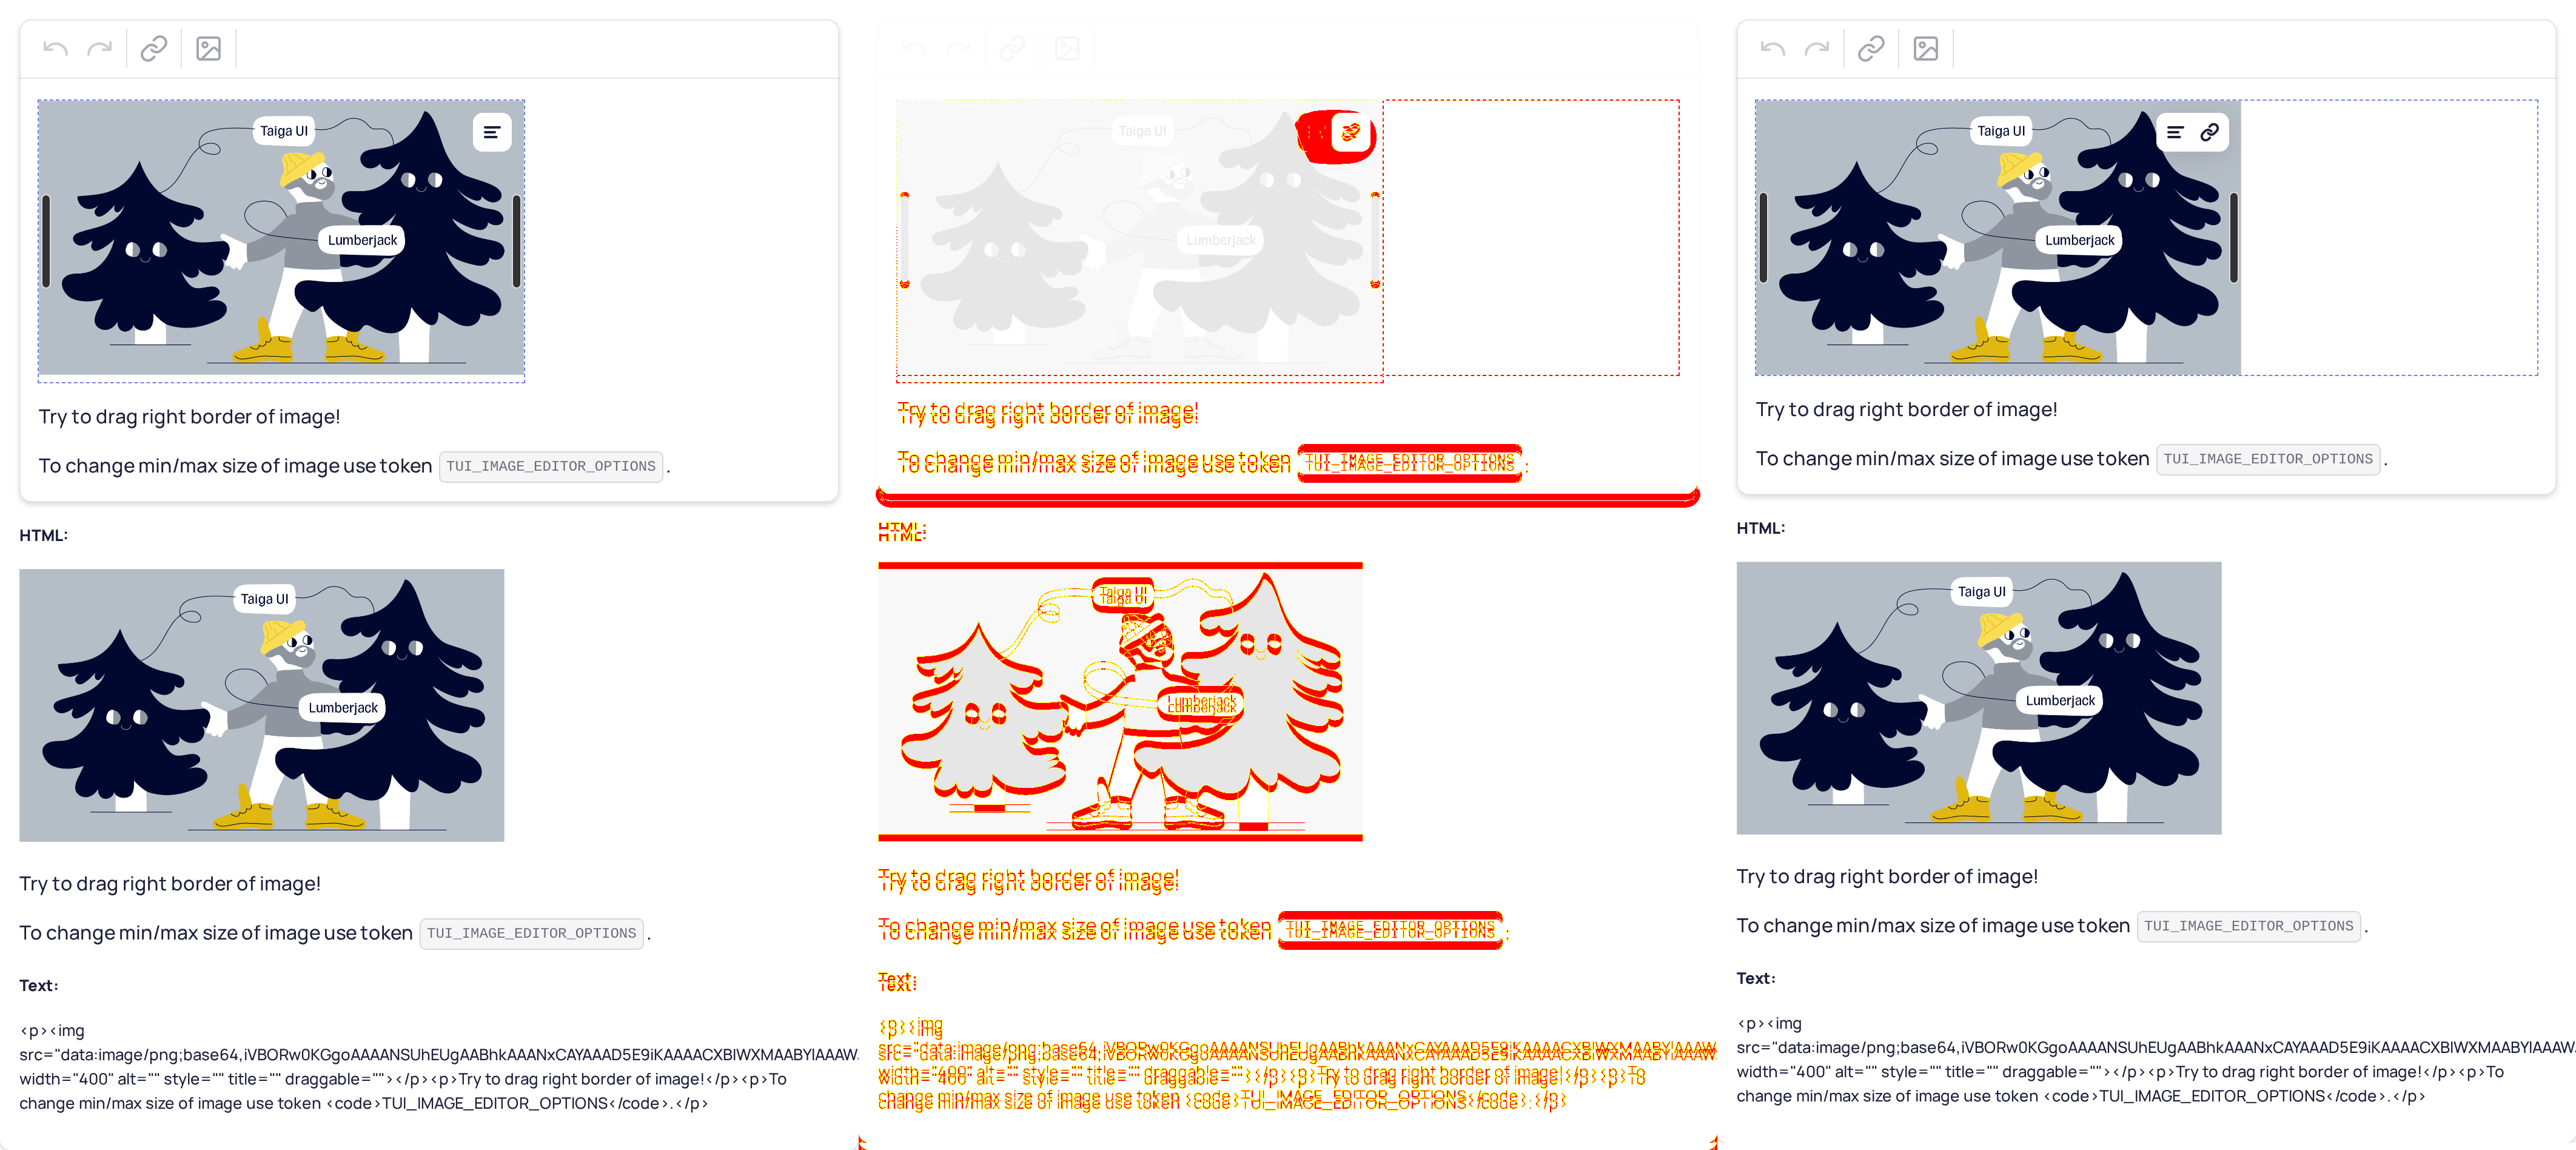 Taiga UI
Lumberjack
Try to drag right border of image!
To change min/max size of image use token TUI_IMAGE_EDITOR_OPTIONS.
HTML:
Taiga UI
Lumberjack
Try to drag right border of image!
To change min/max size of image use token TUI_IMAGE_EDITOR_OPTIONS.
Text:
<p><img
src="data:image/png;base64,iVBORw0KGgoAAAANSUhEUgAABhkAAANxCAYAAAD5E9iKAAAACXBIWXMAABYlAAAW
width="400" alt="" style="" title="" draggable=""></p><p>Try to drag right border of image!</p><p>To
change min/max size of image use token <code>TUI_IMAGE_EDITOR_OPTIONS</code>.</p>
Taiga UI
Lumberjack
Try to drag right border of image!
To change min/max size of image use token TUI_IMAGE_EDITOR_OPTIONS.
HTML:
Taiga UI
Lumberjack
Try to drag right border of image!
To change min/max size of image use token TUI_IMAGE_EDITOR_OPTIONS.
Text:
<p><img
src="data:image/png;base64,iVBORw0KGgoAAAANSUhEUgAABhkAAANxCAYAAAD5E9iKAAAACXBIWXMAABYlAAAW
width="400" alt="" style="" title="" draggable=""></p><p>Try to drag right border of image!</p><p>To
change min/max size of image use token <code>TUI_IMAGE_EDITOR_OPTIONS</code>.</p>
Taiga UI
Lumberjack
Try to drag right border of image!
To change min/max size of image use token TUI_IMAGE_EDITOR_OPTIONS.
HTML:
Taiga UI
Lumberjack
Try to drag right border of image!
To change min/max size of image use token TUI_IMAGE_EDITOR_OPTIONS.
Text:
<p><img
src="data:image/png;base64,iVBORw0KGgoAAAANSUhEUgAABhkAAANxCAYAAAD5E9iKAAAACXBIWXMAABYlAAAW
width="400" alt="" style="" title="" draggable=""></p><p>Try to drag right border of image!</p><p>To
change min/max size of image use token <code>TUI_IMAGE_EDITOR_OPTIONS</code>.</p>